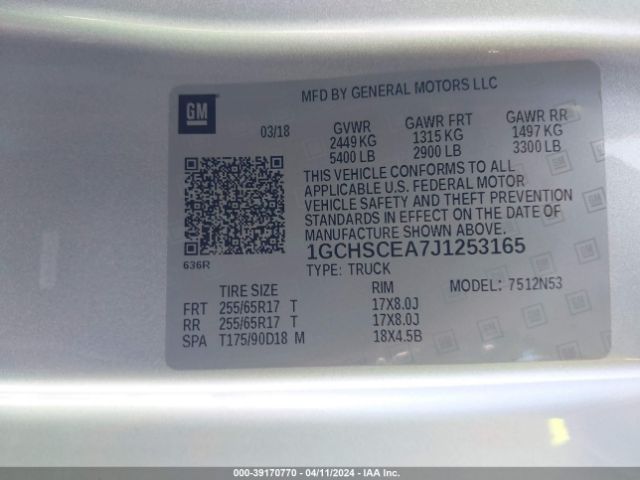 MFD BY GENERAL MOTORS LLC
GM
03/18 GVWR GAWR FRT GAWR RR
2449 KG 1315 KG 1497 KG
5400 LB 2900 LB 3300 LB
THIS VEHICLE CONFORMS TO ALL
APPLICABLE U.S. FEDERAL MOTOR
VEHICLE SAFETY AND THEFT PREVENTION
STANDARDS IN EFFECT ON THE DATE OF
MANUFACTURE SHOWN ABOVE.
1GCHSCEA7J1253165
636R
TYPE: TRUCK
TIRE SIZE RIM MODEL: 7512N53
FRT 255/65R17 T 17X8.0J
RR 255/65R17 T 17X8.0J
SPA T175/90D18 M 18X4.5B
000-39170770 - 04/11/2024 - IAAI.CA